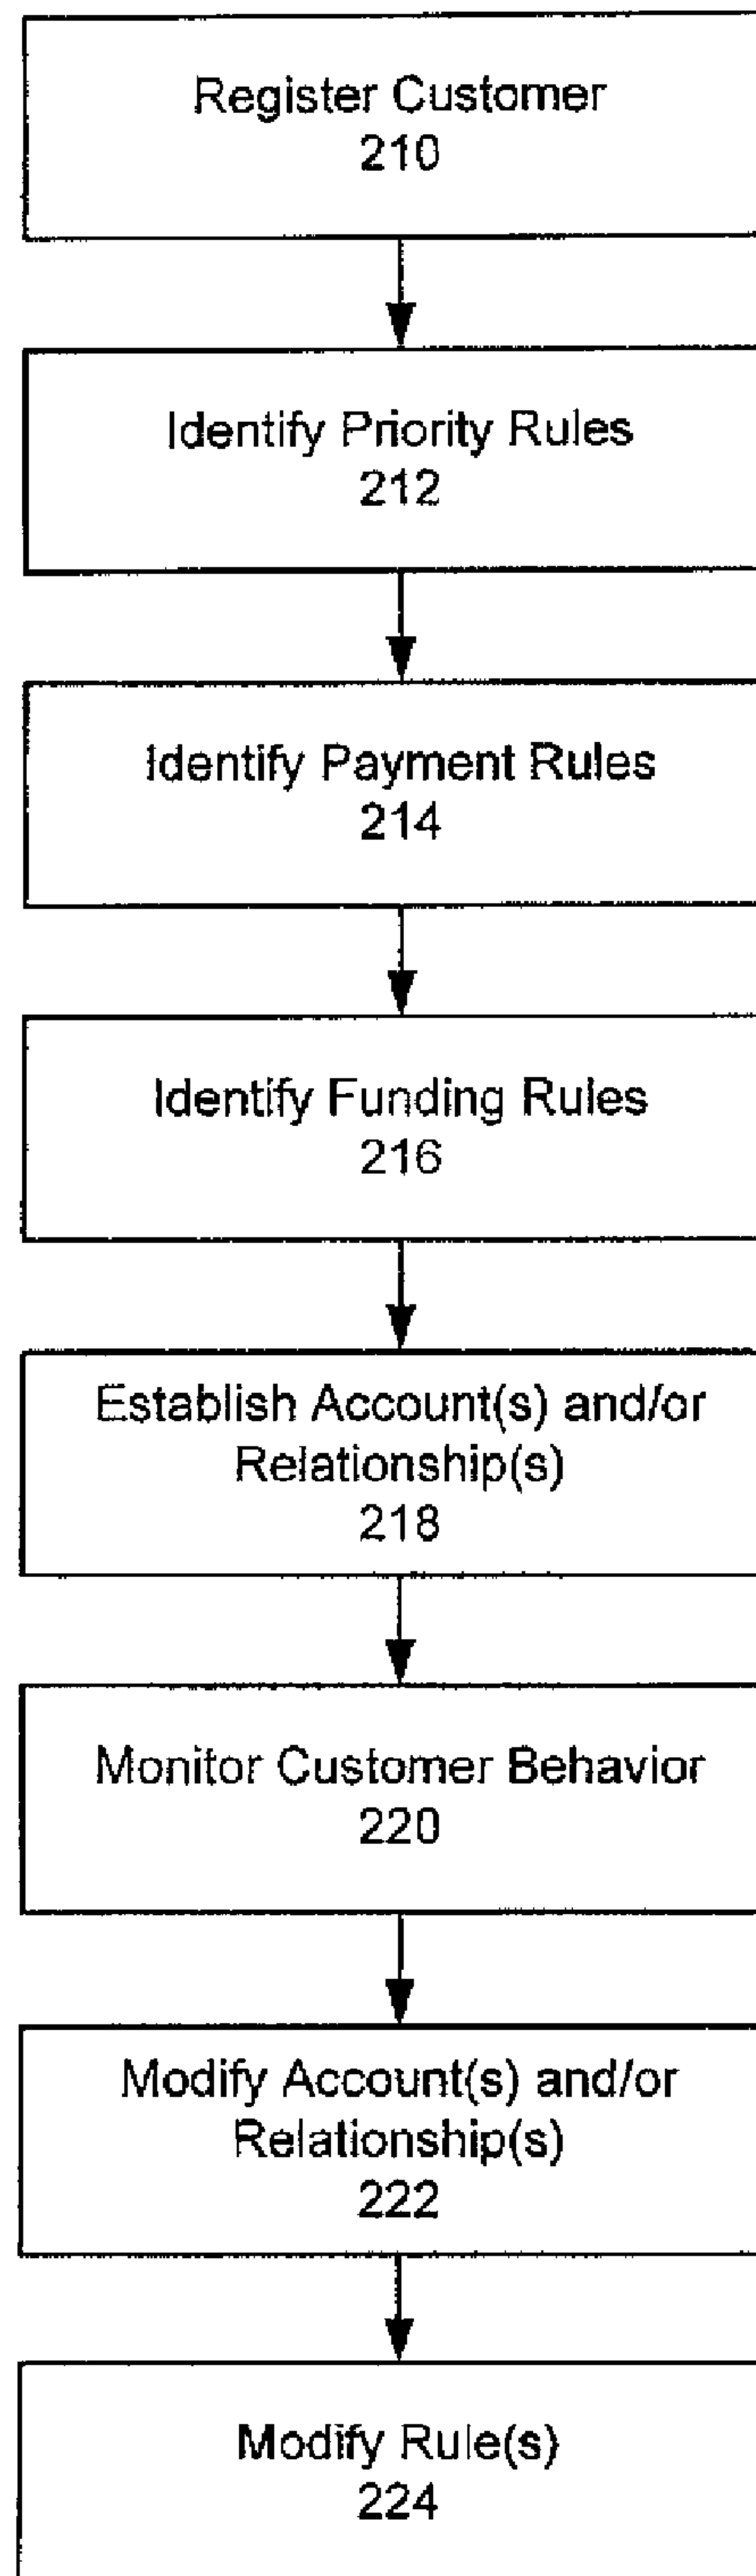 Register Customer
210
Identify Priority Rules
212
Identify Payment Rules
214
Identify Funding Rules
216
Establish Account(s) and/or
Relationship(s)
218
Monitor Customer Behavior
220
Modify Account(s) and/or
Relationship(s)
222
Modify Rule(s)
224